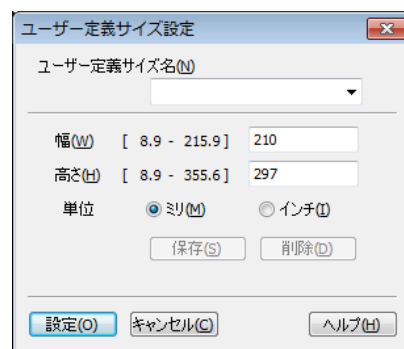 ユーザー定義サイズ設定
ユーザー定義サイズ名(N)
幅(W) [ 8.9 - 215.9] 210
高さ(H) [ 8.9 - 355.6] 297
単位 ミリ(M) インチ(I)
保存(S) 削除(D)
設定(O) キャンセル(C) ヘルプ(H)